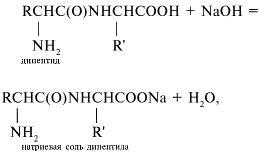 RCHC(O)NHCHCOOH + NaOH =
NH₂ R'
дипептид
RCHC(O)NHCHCOONa + H₂O,
NH₂ R'
натриевая соль дипептида